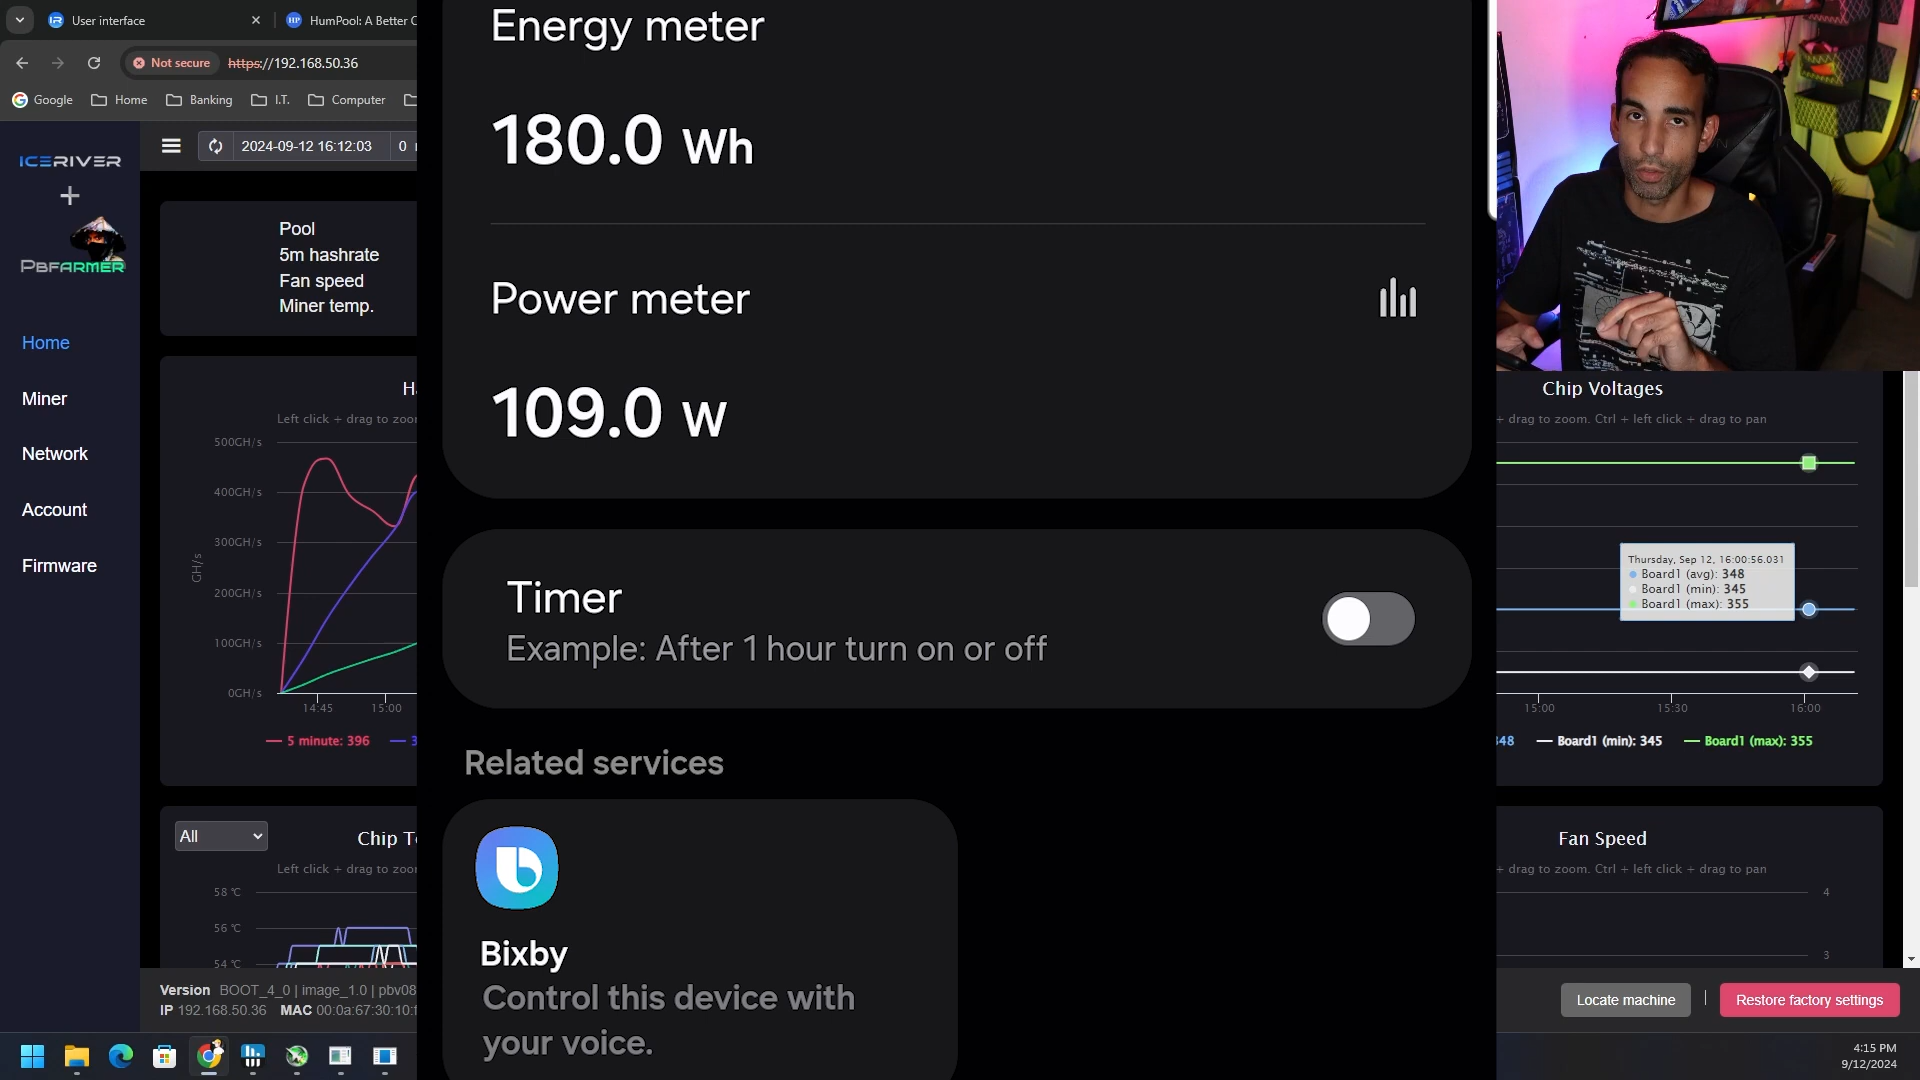 User interface
HumPool: A Better C
Not secure
https://192.168.50.36
Google
Home
Banking
I.T.
Computer
ICERIVER
+
PBFARMER
2024-09-12 16:12:03
0
Home
Miner
Network
Account
Firmware
Pool
5m hashrate
Fan speed
Miner temp.
Left click + drag to zoo
500GH/s
400GH/s
300GH/s
200GH/s
100GH/s
0GH/s
GH/s
14:45
15:00
5 minute: 396
All
Chip T
Left click + drag to zoo
58 °C
56 °C
54 °C
Version BOOT_4_0 | image_1.0 | pbv08
IP 192.168.50.36 MAC 00:0a:67:30:10:
Energy meter
180.0 Wh
Power meter
109.0 W
Timer
Example: After 1 hour turn on or off
Related services
Bixby
Control this device with
your voice.
Chip Voltages
+ drag to zoom. Ctrl + left click + drag to pan
Thursday, Sep 12, 16:00:56.031
Board1 (avg): 348
Board1 (min): 345
Board1 (max): 355
15:00
15:30
16:00
348
Board1 (min): 345
Board1 (max): 355
Fan Speed
+ drag to zoom. Ctrl + left click + drag to pan
4
3
Locate machine
Restore factory settings
4:15 PM
9/12/2024